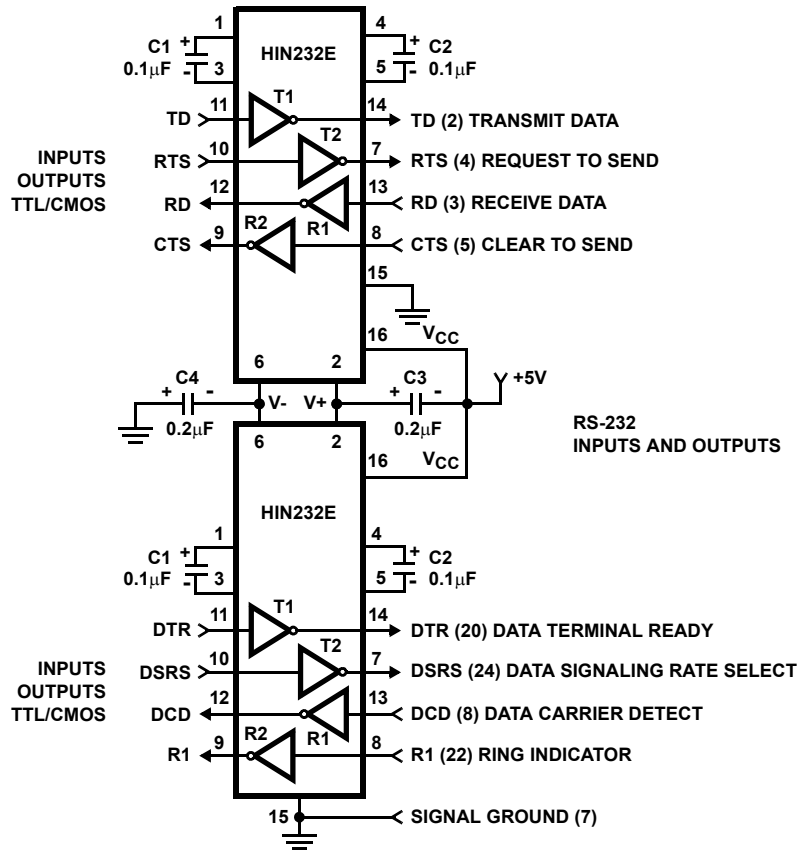 1
4
HIN232E
C1
+
0.1µF
-
3
+
C2
0.1µF
-
5
TD
11
T1
14
TD (2) TRANSMIT DATA
INPUTS
OUTPUTS
TTL/CMOS
RTS
10
T2
7
RTS (4) REQUEST TO SEND
RD
12
R1
13
RD (3) RECEIVE DATA
CTS
9
R2
8
CTS (5) CLEAR TO SEND
15
16
VCC
6
2
C4
+
-
0.2µF
V-
V+
C3
+
-
0.2µF
+5V
RS-232
INPUTS AND OUTPUTS
6
2
16
VCC
HIN232E
1
4
C1
+
0.1µF
-
3
+
C2
0.1µF
-
5
DTR
11
T1
14
DTR (20) DATA TERMINAL READY
INPUTS
OUTPUTS
TTL/CMOS
DSRS
10
T2
7
DSRS (24) DATA SIGNALING RATE SELECT
DCD
12
R1
13
DCD (8) DATA CARRIER DETECT
R1
9
R2
8
R1 (22) RING INDICATOR
15
SIGNAL GROUND (7)